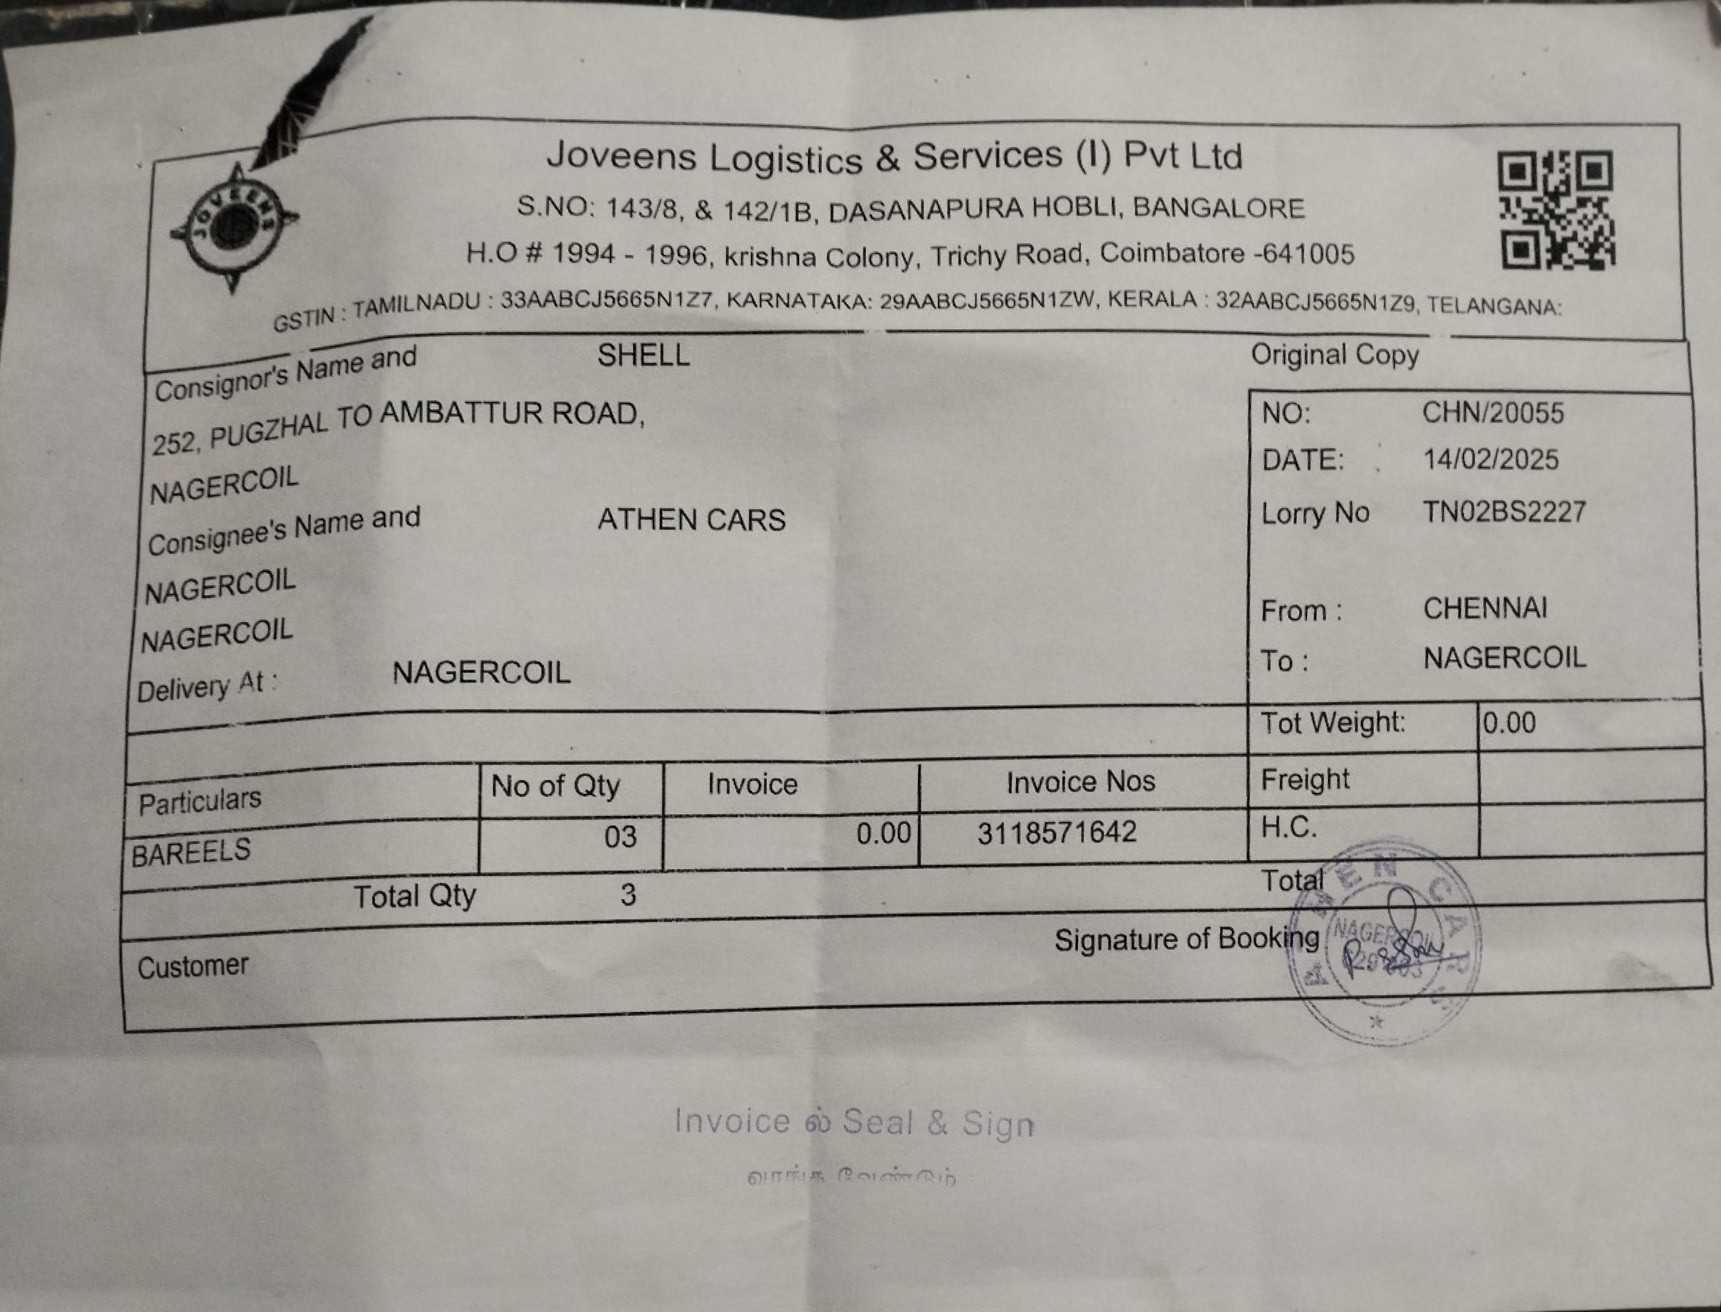 JOVEENS
Joveens Logistics & Services (I) Pvt Ltd
S.NO: 143/8, & 142/1B, DASANAPURA HOBLI, BANGALORE
H.O # 1994 - 1996, krishna Colony, Trichy Road, Coimbatore -641005
GSTIN : TAMILNADU : 33AABCJ5665N1Z7, KARNATAKA: 29AABCJ5665N1ZW, KERALA : 32AABCJ5665N1Z9, TELANGANA:
Consignor's Name and SHELL
252, PUGZHAL TO AMBATTUR ROAD,
NAGERCOIL
Consignee's Name and ATHEN CARS
NAGERCOIL
NAGERCOIL
Delivery At : NAGERCOIL
Original Copy
NO: CHN/20055
DATE: 14/02/2025
Lorry No TN02BS2227
From : CHENNAI
To : NAGERCOIL
Tot Weight: 0.00
Particulars No of Qty Invoice Invoice Nos Freight
BAREELS 03 0.00 3118571642 H.C.
Total Qty 3 Total
Customer Signature of Booking
ATHEN CARS
NAGERCOIL
Invoice ல் Seal & Sign
வாங்க வேண்டும்